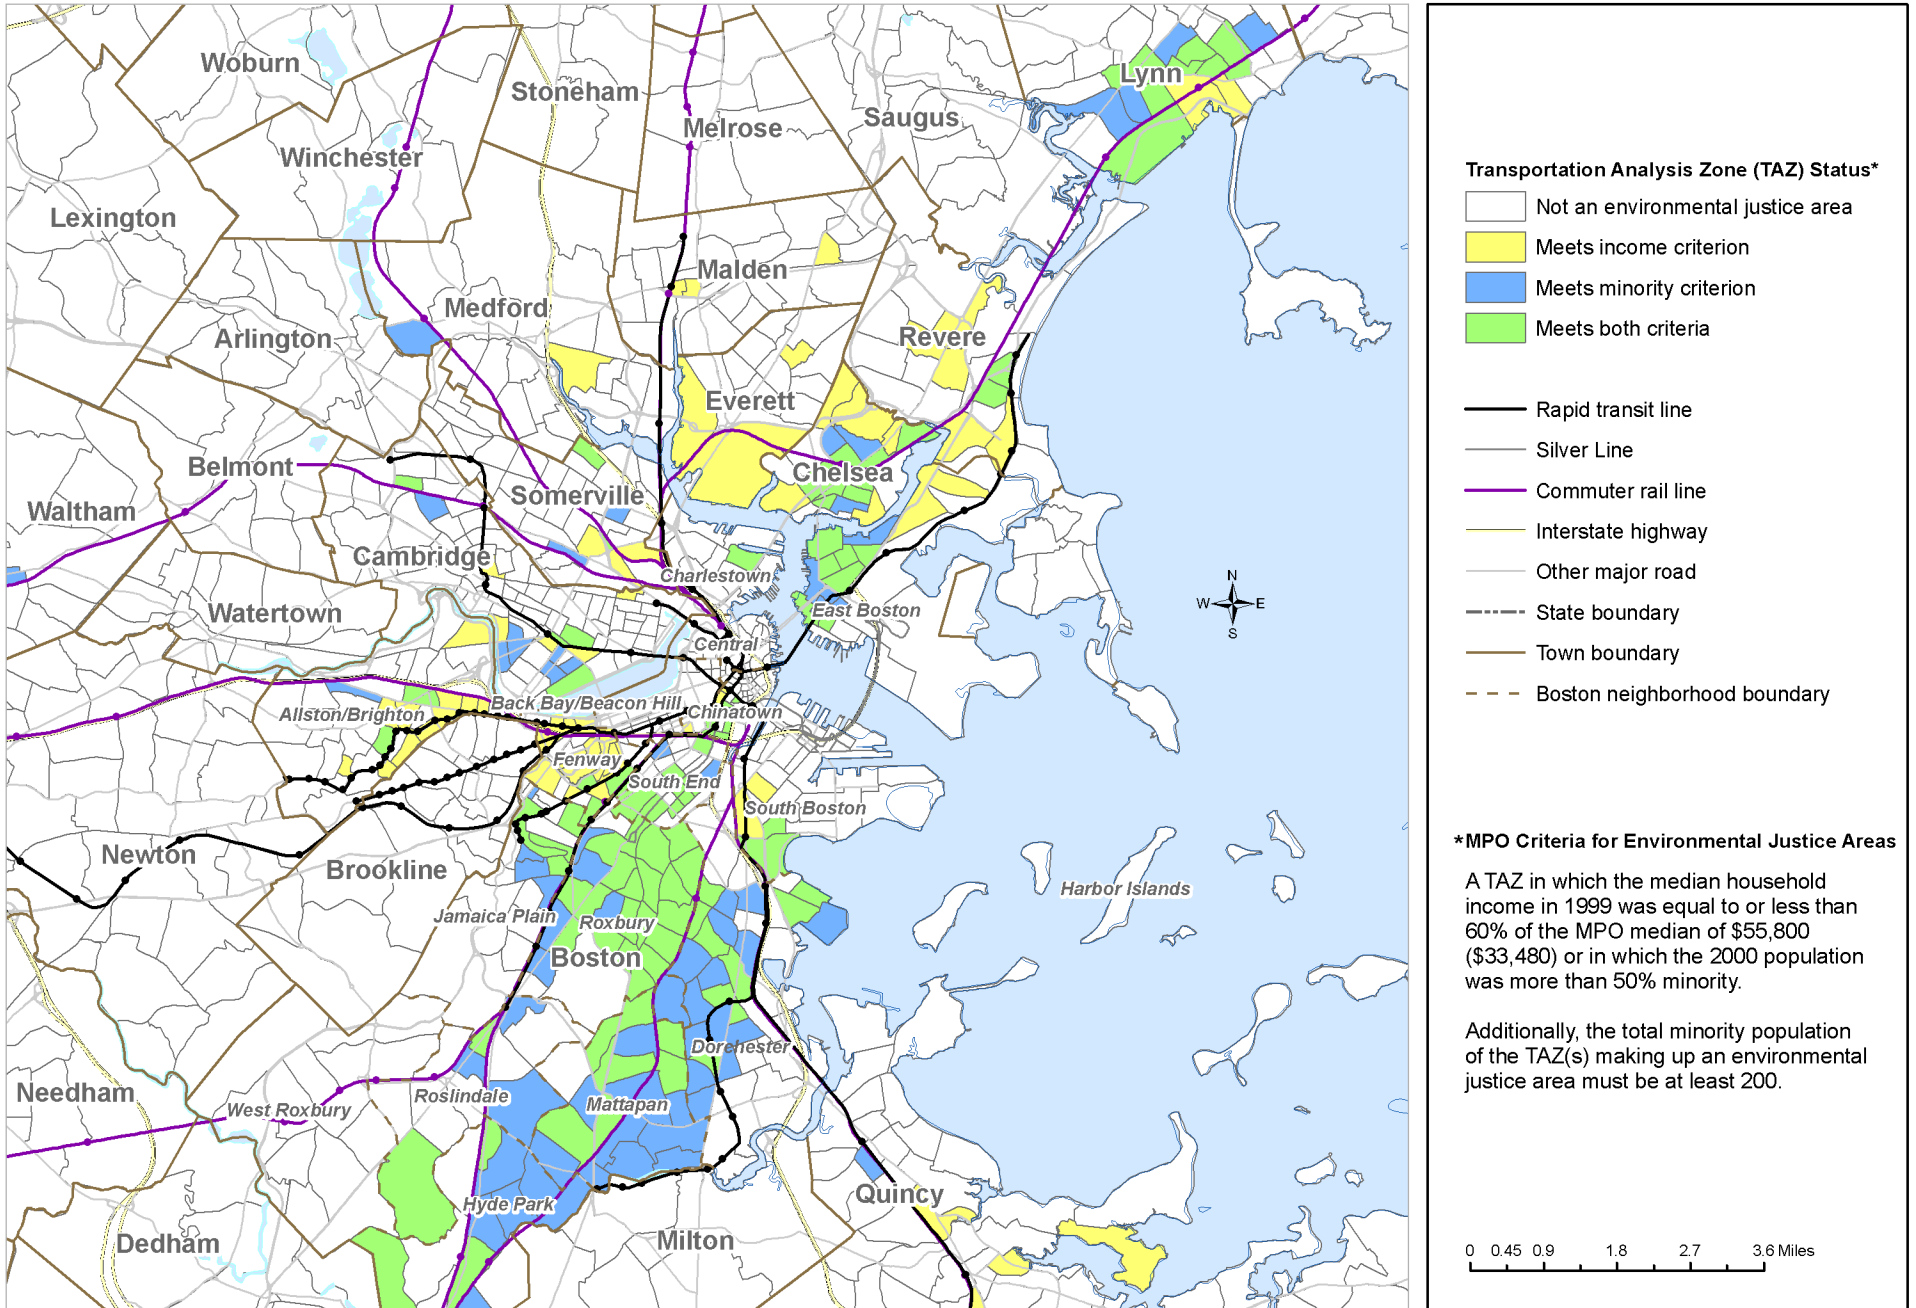 Woburn
Stoneham
Lynn
Melrose
Saugus
Winchester
Lexington
Malden
Medford
Arlington
Revere
Everett
Belmont
Chelsea
Somerville
Waltham
Cambridge
Charlestown
Watertown
East Boston
Central
Back Bay/Beacon Hill
Allston/Brighton
Chinatown
Fenway
South End
South Boston
Newton
Brookline
Harbor Islands
Jamaica Plain
Roxbury
Boston
Dorchester
Needham
Roslindale
West Roxbury
Mattapan
Quincy
Hyde Park
Dedham
Milton
N
W E
S
Transportation Analysis Zone (TAZ) Status*
Not an environmental justice area
Meets income criterion
Meets minority criterion
Meets both criteria
Rapid transit line
Silver Line
Commuter rail line
Interstate highway
Other major road
State boundary
Town boundary
Boston neighborhood boundary
*MPO Criteria for Environmental Justice Areas
A TAZ in which the median household
income in 1999 was equal to or less than
60% of the MPO median of $55,800
($33,480) or in which the 2000 population
was more than 50% minority.
Additionally, the total minority population
of the TAZ(s) making up an environmental
justice area must be at least 200.
0 0.45 0.9 1.8 2.7 3.6 Miles